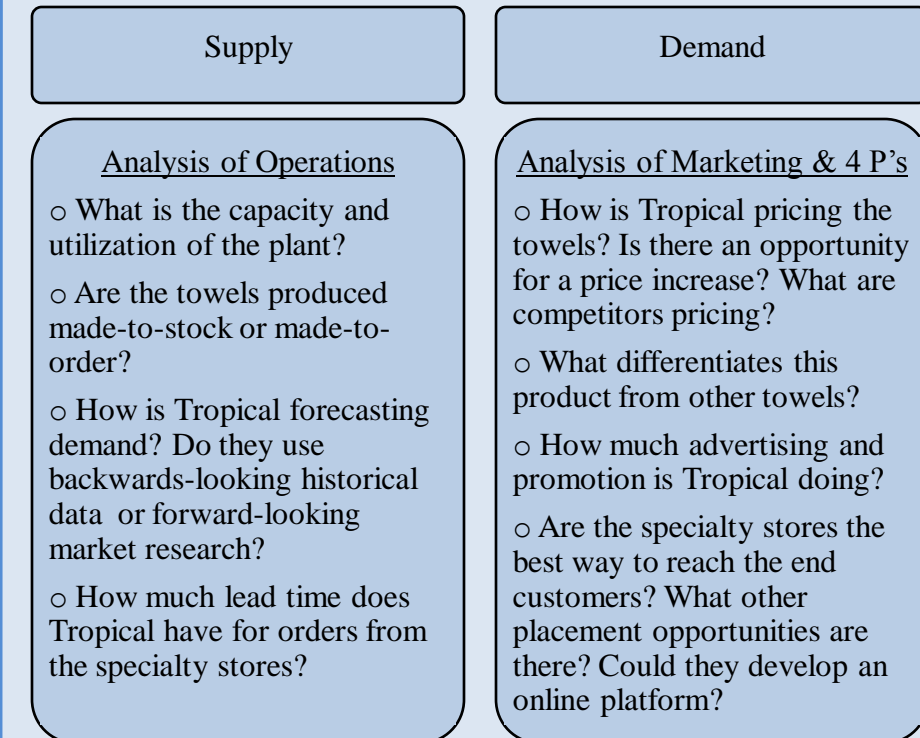 Supply
Demand
Analysis of Operations
o What is the capacity and
utilization of the plant?
o Are the towels produced
made-to-stock or made-to-
order?
o How is Tropical forecasting
demand? Do they use
backwards-looking historical
data or forward-looking
market research?
o How much lead time does
Tropical have for orders from
the specialty stores?
Analysis of Marketing & 4 P's
o How is Tropical pricing the
towels? Is there an opportunity
for a price increase? What are
competitors pricing?
o What differentiates this
product from other towels?
o How much advertising and
promotion is Tropical doing?
o Are the specialty stores the
best way to reach the end
customers? What other
placement opportunities are
there? Could they develop an
online platform?